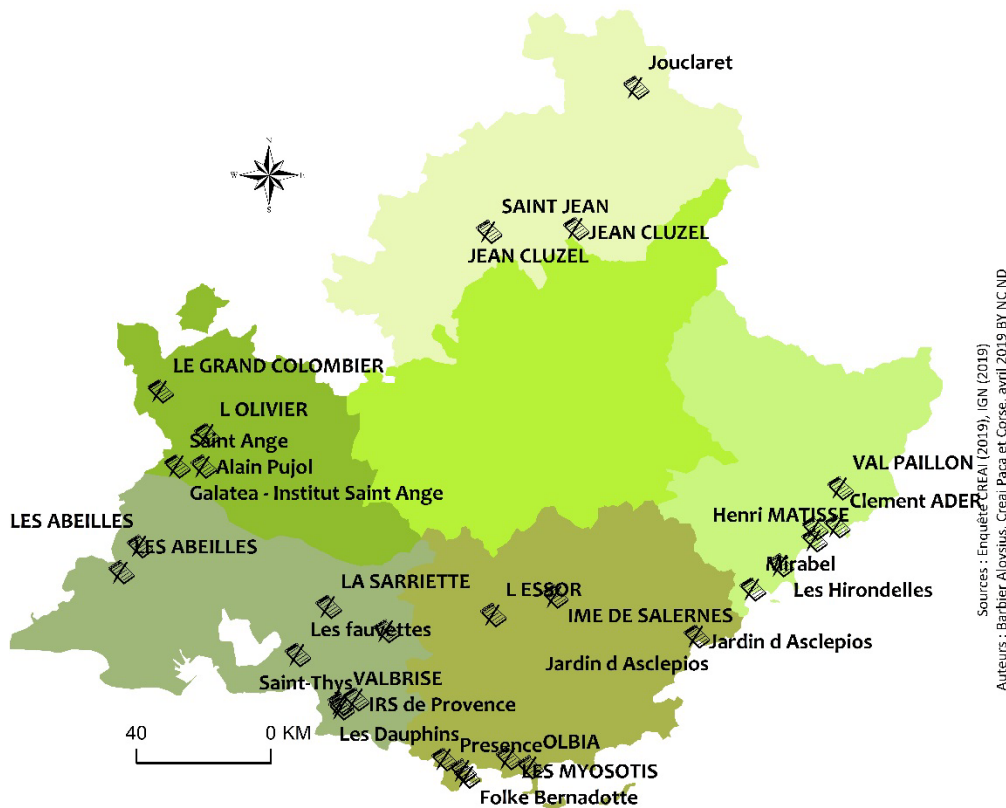 Jouclaret
N
W
E
S
SAINT JEAN
JEAN CLUZEL
JEAN CLUZEL
LE GRAND COLOMBIER
L OLIVIER
Saint Ange
Alain Pujol
Galatea - Institut Saint Ange
VAL PAILLON
Clement ADER
Henri MATISSE
LES ABEILLES
LES ABEILLES
Mirabel
Les Hirondelles
LA SARRIETTE
L ESSOR
IME DE SALERNES
Les fauvettes
Jardin d Asclepios
Jardin d Asclepios
Saint-Thys
VALBRISE
IRS de Provence
Les Dauphins
Presence
OLBIA
LES MYOSOTIS
Folke Bernadotte
40 0 KM
Sources : Enquête CREAI (2019), IGN (2019)
Auteurs : Barbier Aloysius, Creai Paca et Corse, avril 2019 BY NC ND